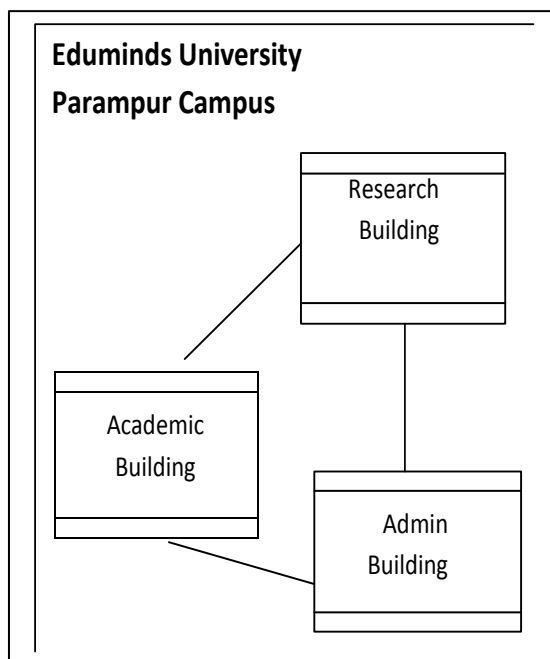 Eduminds University
Parampur Campus
Research
Building
Academic
Building
Admin
Building